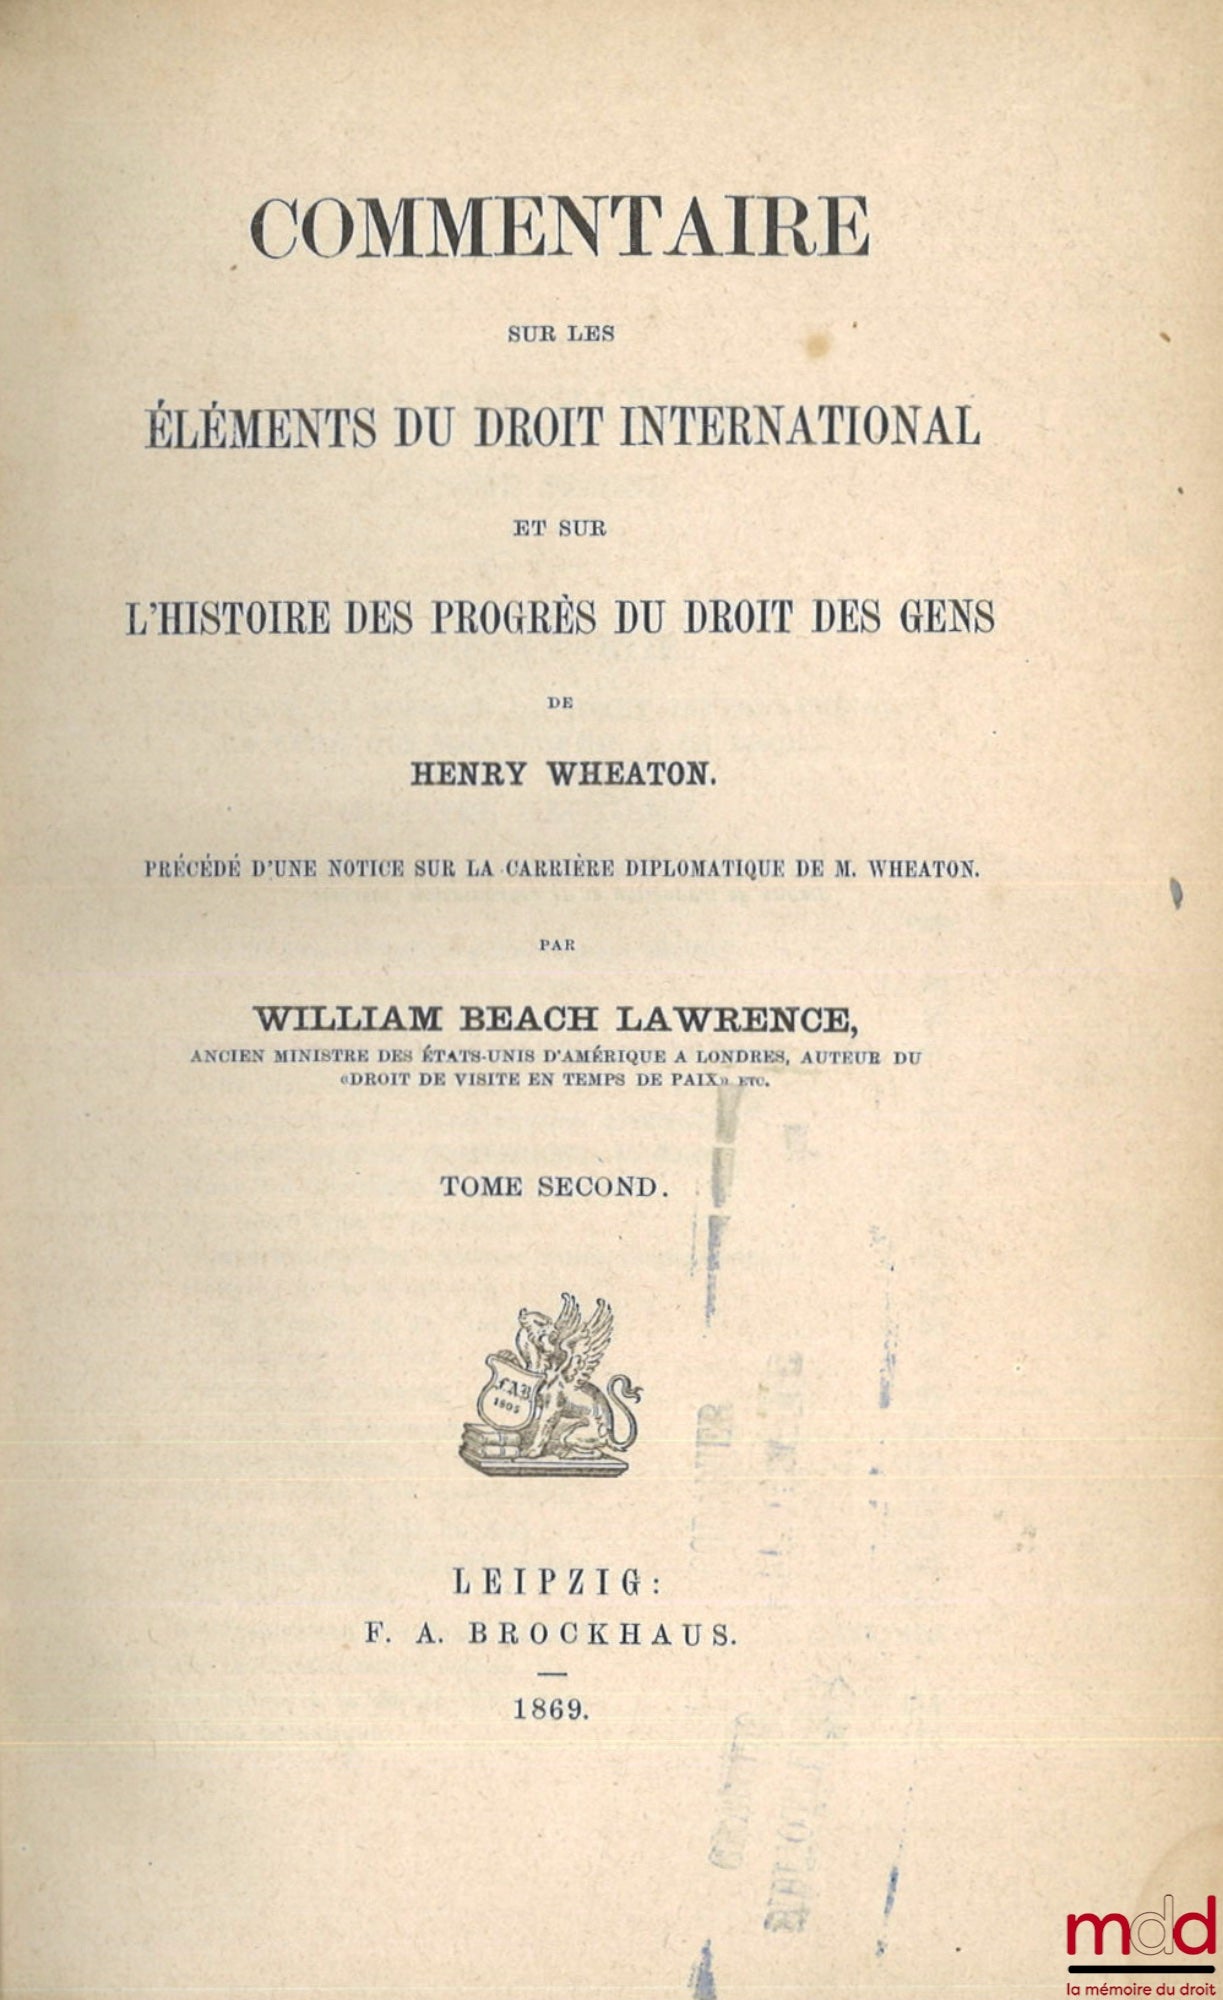 COMMENTAIRE
SUR LES
ÉLÉMENTS DU DROIT INTERNATIONAL
ET SUR
L'HISTOIRE DES PROGRÈS DU DROIT DES GENS
DE
HENRY WHEATON.
PRÉCÉDÉ D'UNE NOTICE SUR LA CARRIÈRE DIPLOMATIQUE DE M. WHEATON.
PAR
WILLIAM BEACH LAWRENCE,
ANCIEN MINISTRE DES ÉTATS-UNIS D'AMÉRIQUE A LONDRES, AUTEUR DU
«DROIT DE VISITE EN TEMPS DE PAIX» ETC.
TOME SECOND.
FAB
1805
LEIPZIG:
F. A. BROCKHAUS.
1869.
mdd
la mémoire du droit